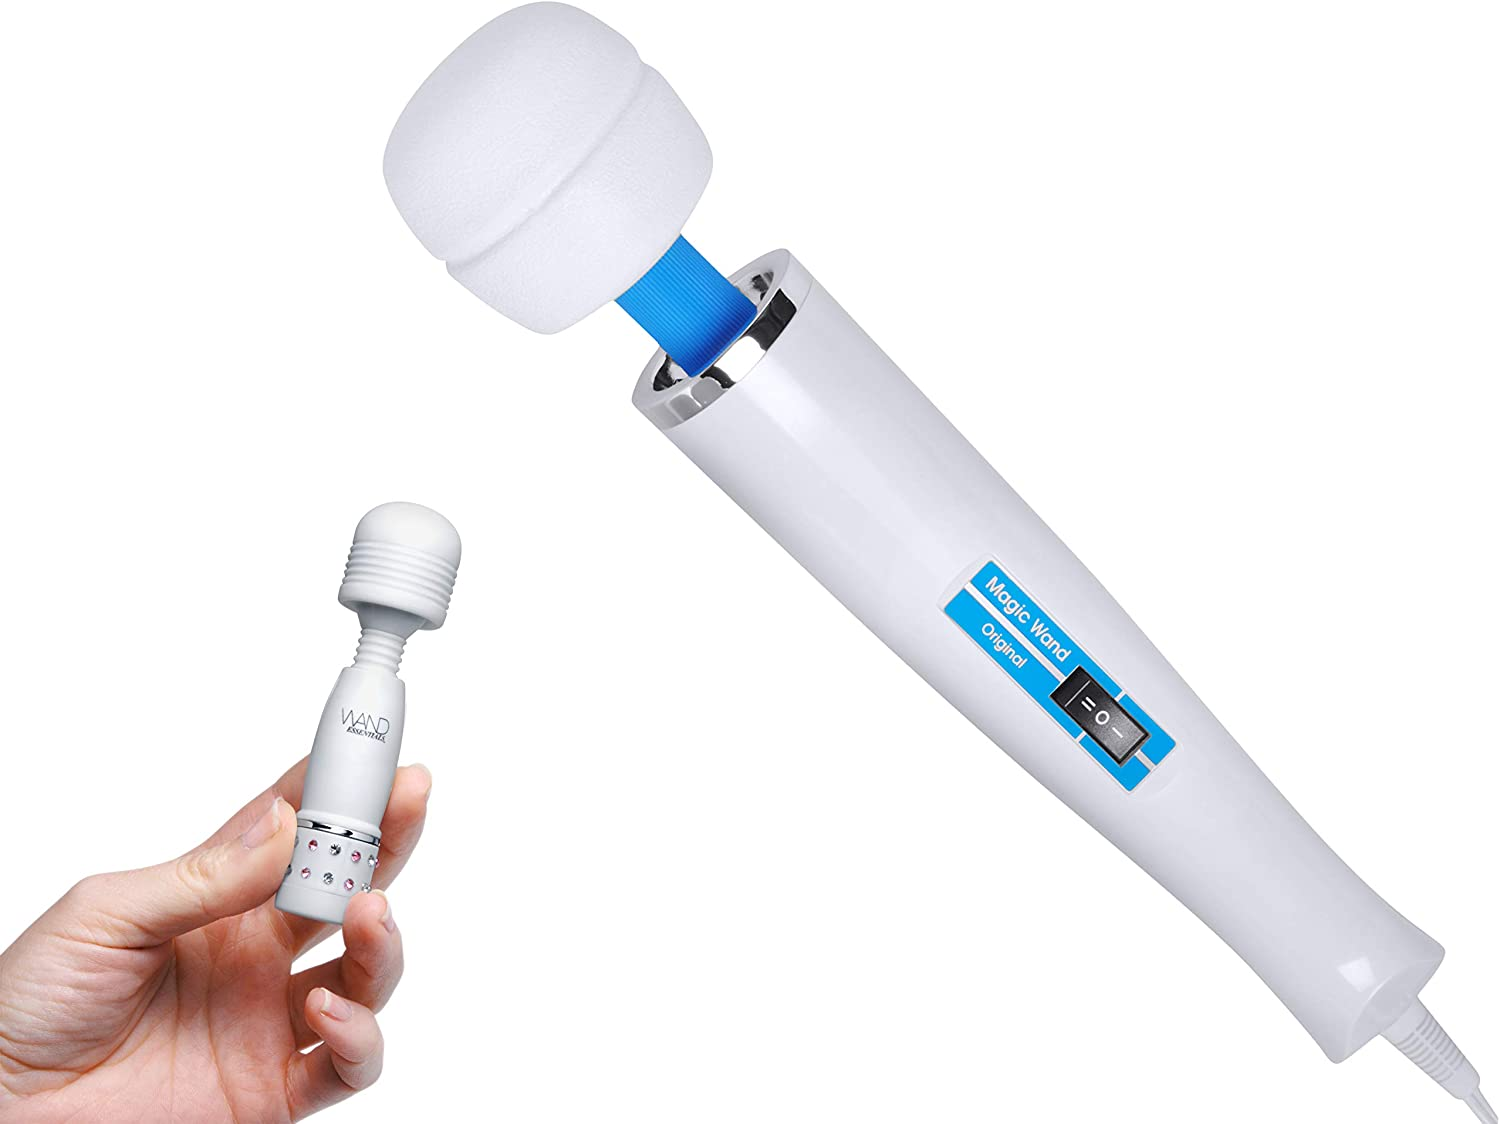 Magic Wand
Original
| = O –
WAND
ESSENTIALS